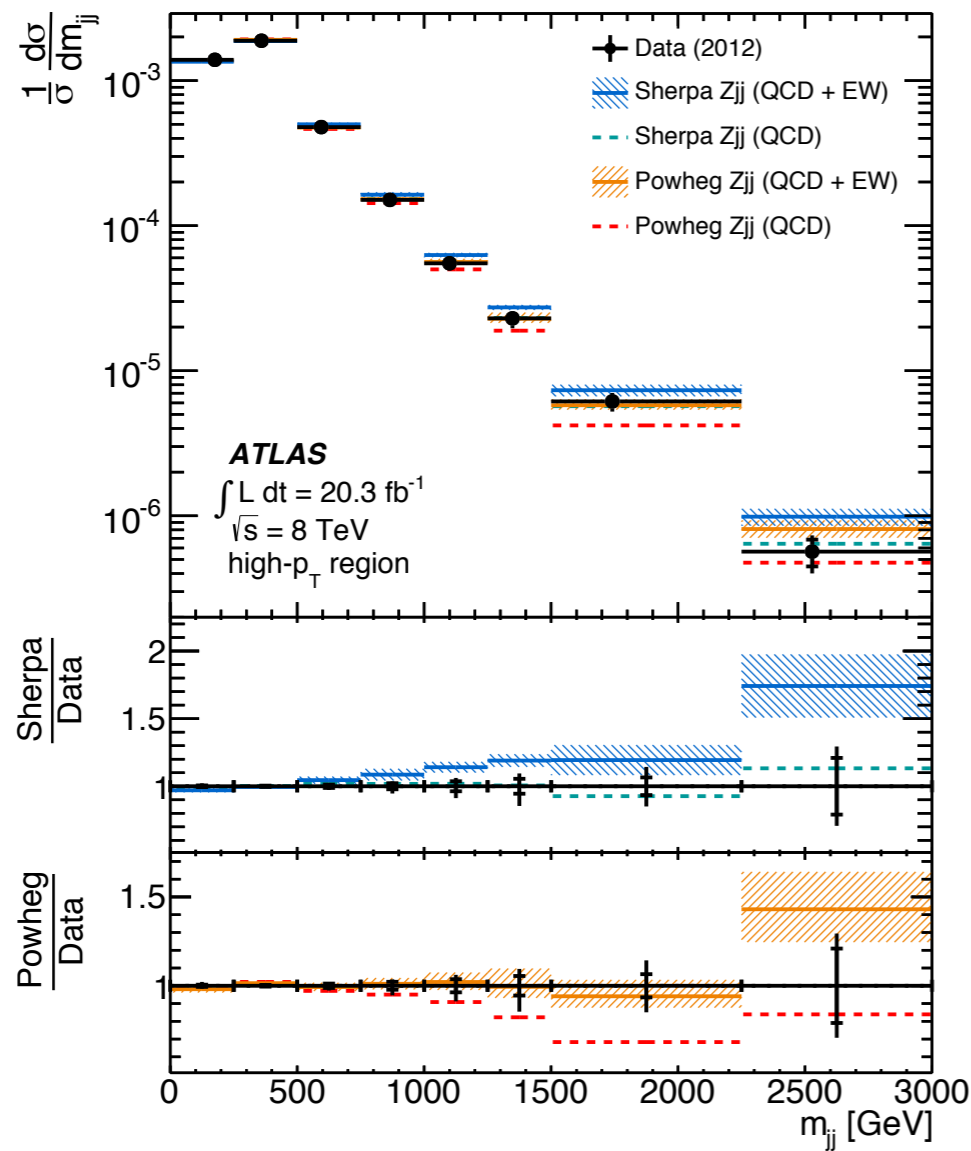 1/σ dσ/dm_jj
10^-3
10^-4
10^-5
10^-6
Data (2012)
Sherpa Zjj (QCD + EW)
Sherpa Zjj (QCD)
Powheg Zjj (QCD + EW)
Powheg Zjj (QCD)
ATLAS
∫ L dt = 20.3 fb^-1
√s = 8 TeV
high-p_T region
Sherpa
Data
2
1.5
1
Powheg
Data
1.5
1
0 500 1000 1500 2000 2500 3000
m_jj [GeV]